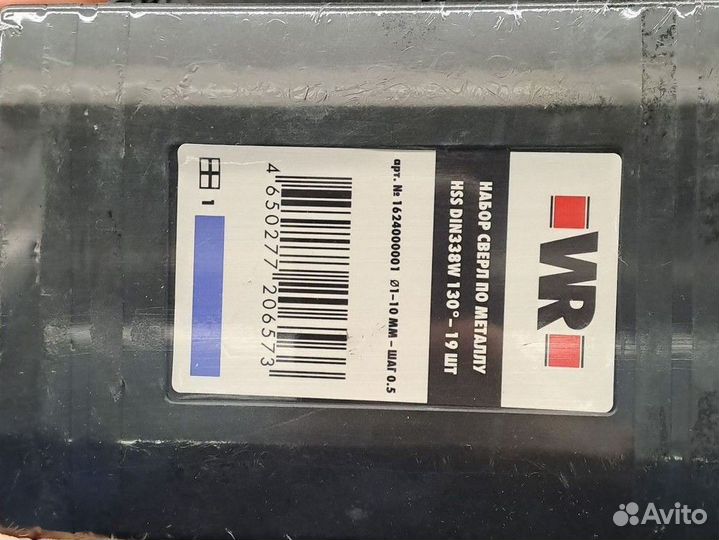 WR
НАБОР СВЕРЛ ПО МЕТАЛЛУ
HSS DIN338W 130° – 19 ШТ
арт. № 1624000001 Ø1-10 ММ – ШАГ 0.5
4 650277 206573
1
Avito